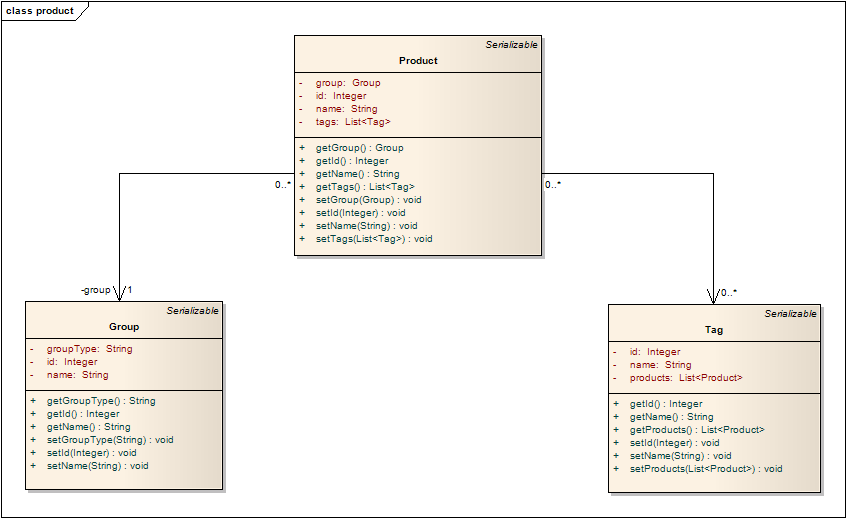 class product
Serializable
Product
- group: Group
- id: Integer
- name: String
- tags: List<Tag>
+ getGroup() : Group
+ getId() : Integer
+ getName() : String
+ getTags() : List<Tag>
+ setGroup(Group) : void
+ setId(Integer) : void
+ setName(String) : void
+ setTags(List<Tag>) : void
0..*
0..*
-group 1
0..*
Serializable
Group
- groupType: String
- id: Integer
- name: String
+ getGroupType() : String
+ getId() : Integer
+ getName() : String
+ setGroupType(String) : void
+ setId(Integer) : void
+ setName(String) : void
Serializable
Tag
- id: Integer
- name: String
- products: List<Product>
+ getId() : Integer
+ getName() : String
+ getProducts() : List<Product>
+ setId(Integer) : void
+ setName(String) : void
+ setProducts(List<Product>) : void